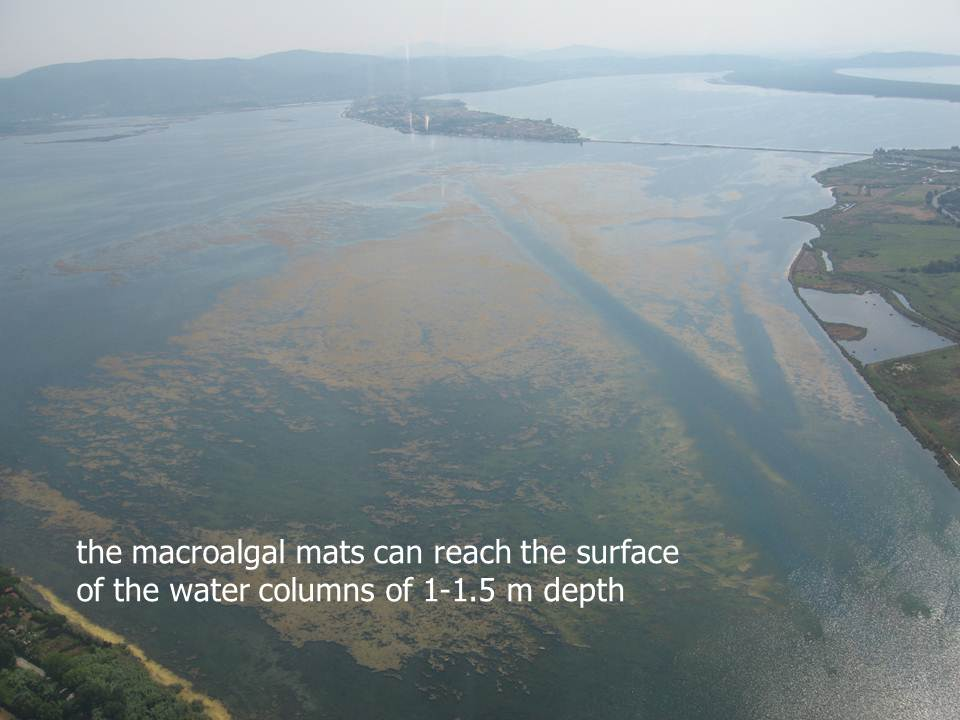 the macroalgal mats can reach the surface
of the water columns of 1-1.5 m depth